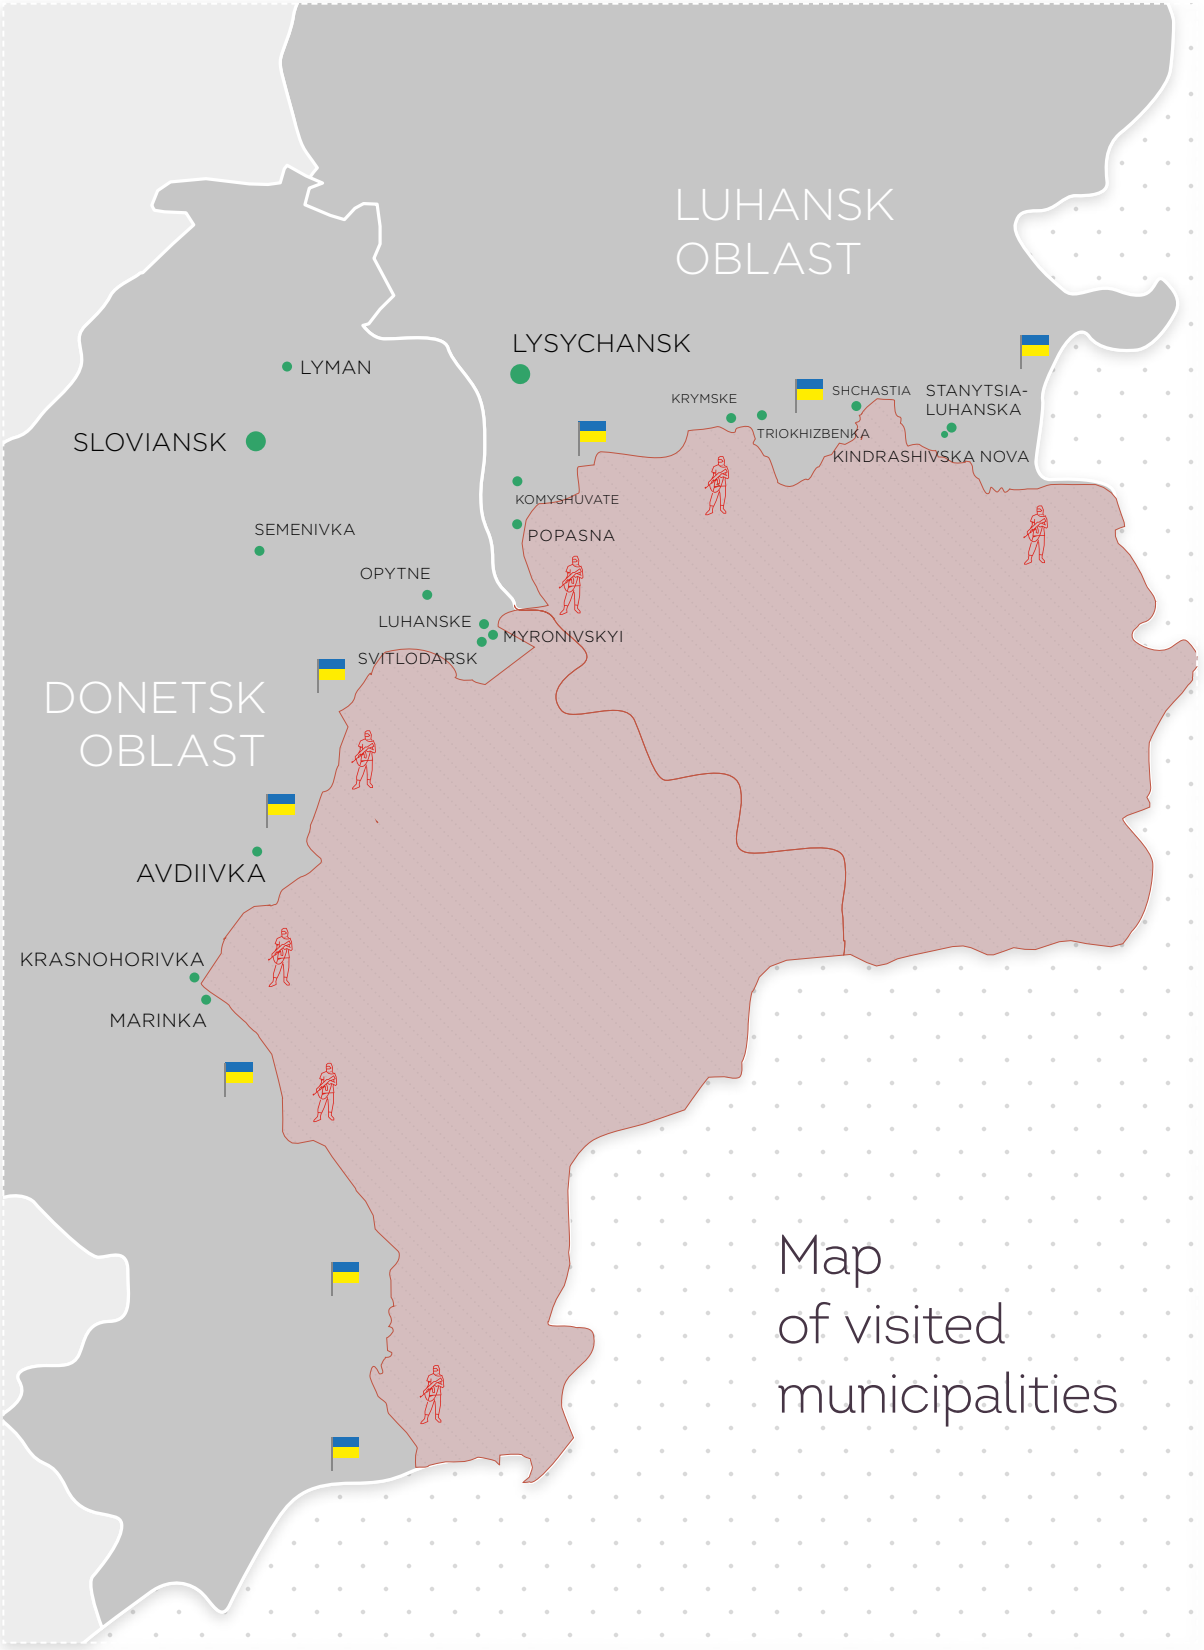 LUHANSK
OBLAST
LYSYCHANSK
LYMAN
KRYMSKE
SHCHASTIA
STANYTSIA-
LUHANSKA
TRIOKHIZBENKA
SLOVIANSK
KINDRASHIVSKA NOVA
KOMYSHUVATE
SEMENIVKA
POPASNA
OPYTNE
LUHANSKE
MYRONIVSKYI
SVITLODARSK
DONETSK
OBLAST
AVDIIVKA
KRASNOHORIVKA
MARINKA
Map
of visited
municipalities